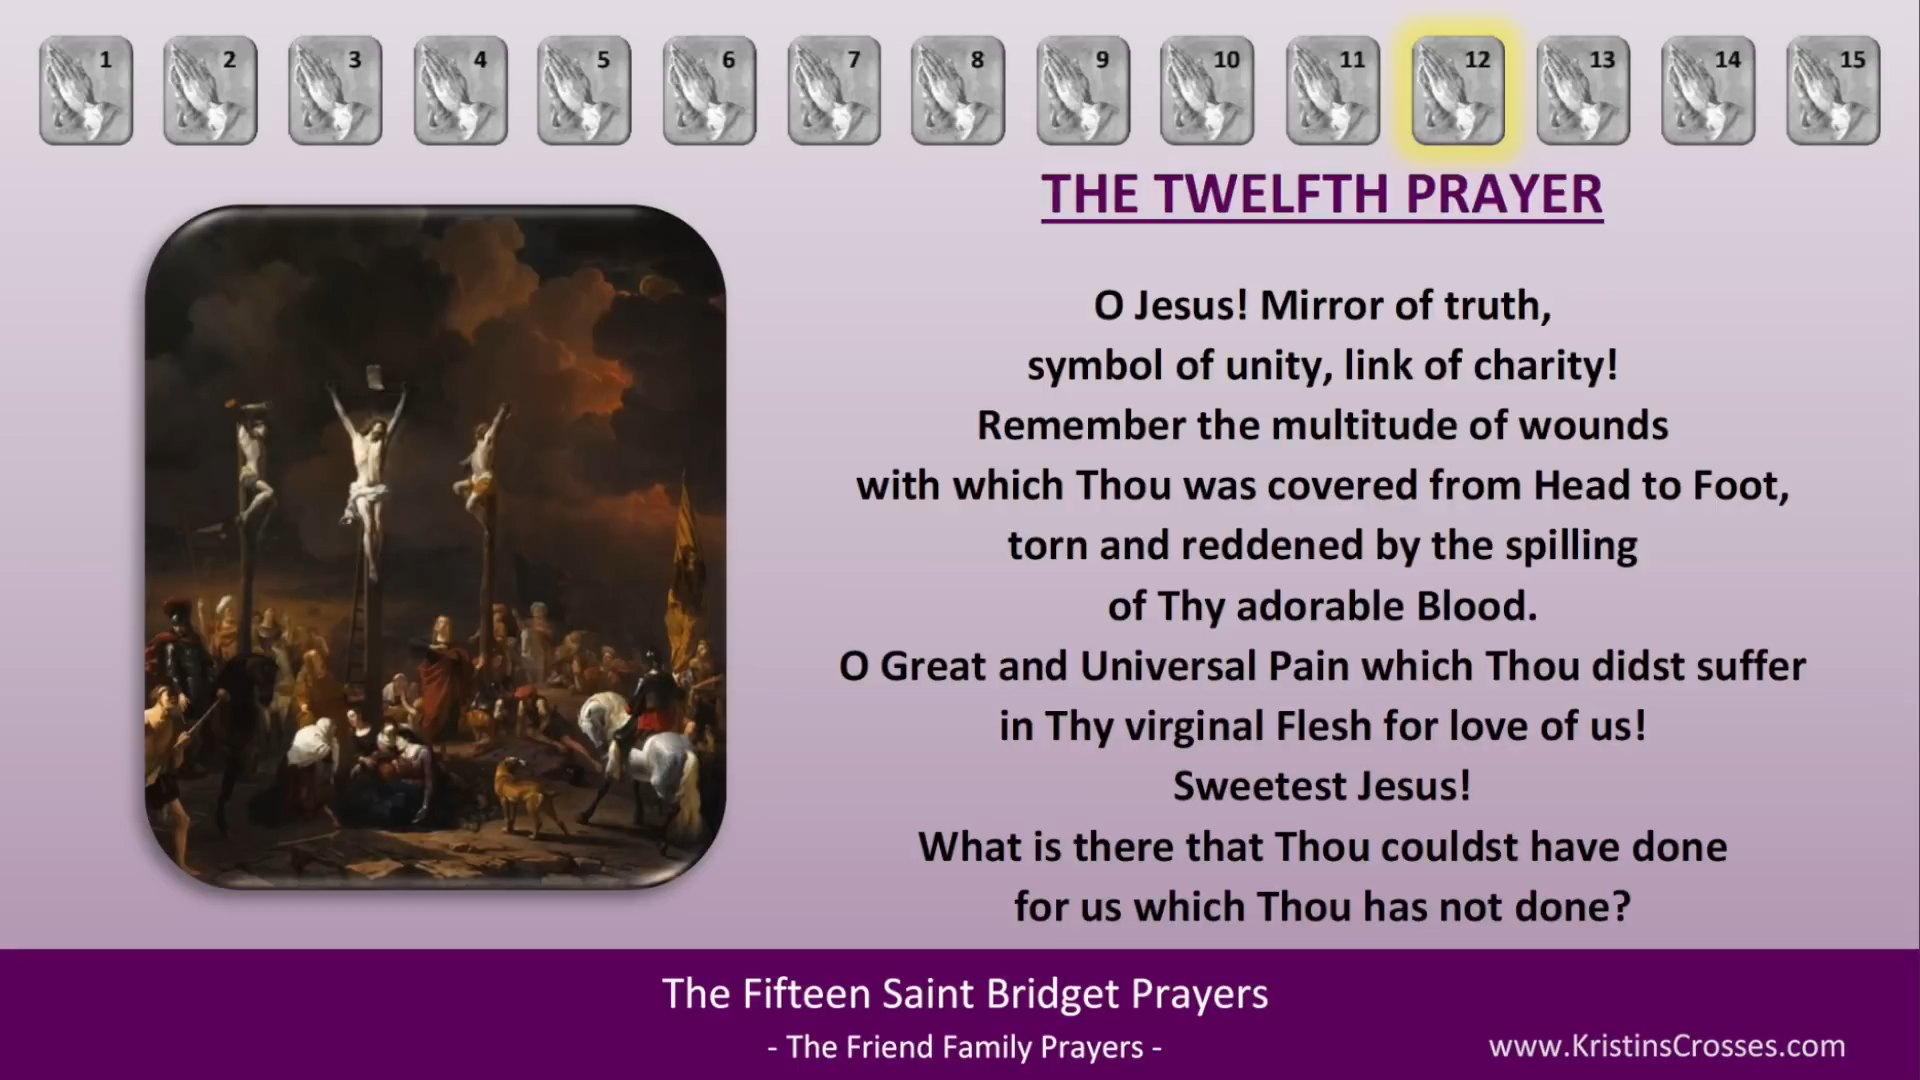 1 2 3 4 5 6 7 8 9 10 11 12 13 14 15
THE TWELFTH PRAYER
O Jesus! Mirror of truth,
symbol of unity, link of charity!
Remember the multitude of wounds
with which Thou was covered from Head to Foot,
torn and reddened by the spilling
of Thy adorable Blood.
O Great and Universal Pain which Thou didst suffer
in Thy virginal Flesh for love of us!
Sweetest Jesus!
What is there that Thou couldst have done
for us which Thou has not done?
The Fifteen Saint Bridget Prayers
- The Friend Family Prayers -
www.KristinsCrosses.com